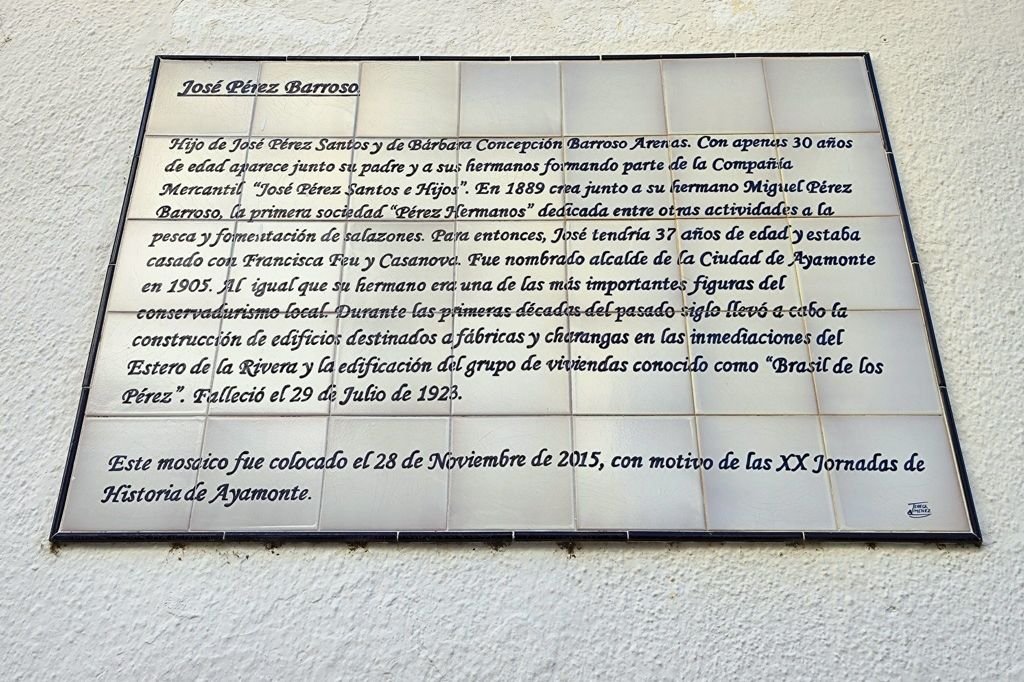 José Pérez Barroso
Hijo de José Pérez Santos y de Bárbara Concepción Barroso Arenas. Con apenas 30 años
de edad aparece junto su padre y a sus hermanos formando parte de la Compañía
Mercantil "José Pérez Santos e Hijos". En 1889 crea junto a su hermano Miguel Pérez
Barroso, la primera sociedad "Pérez Hermanos" dedicada entre otras actividades a la
pesca y fomentación de salazones. Para entonces, José tendría 37 años de edad y estaba
casado con Francisca Feu y Casanova. Fue nombrado alcalde de la Ciudad de Ayamonte
en 1905. Al igual que su hermano era una de las más importantes figuras del
conservadurismo local. Durante las primeras décadas del pasado siglo llevó a cabo la
construcción de edificios destinados a fábricas y charangas en las inmediaciones del
Estero de la Rivera y la edificación del grupo de viviendas conocido como "Brasil de los
Pérez". Falleció el 29 de Julio de 1923.
Este mosaico fue colocado el 28 de Noviembre de 2015, con motivo de las XX Jornadas de
Historia de Ayamonte.